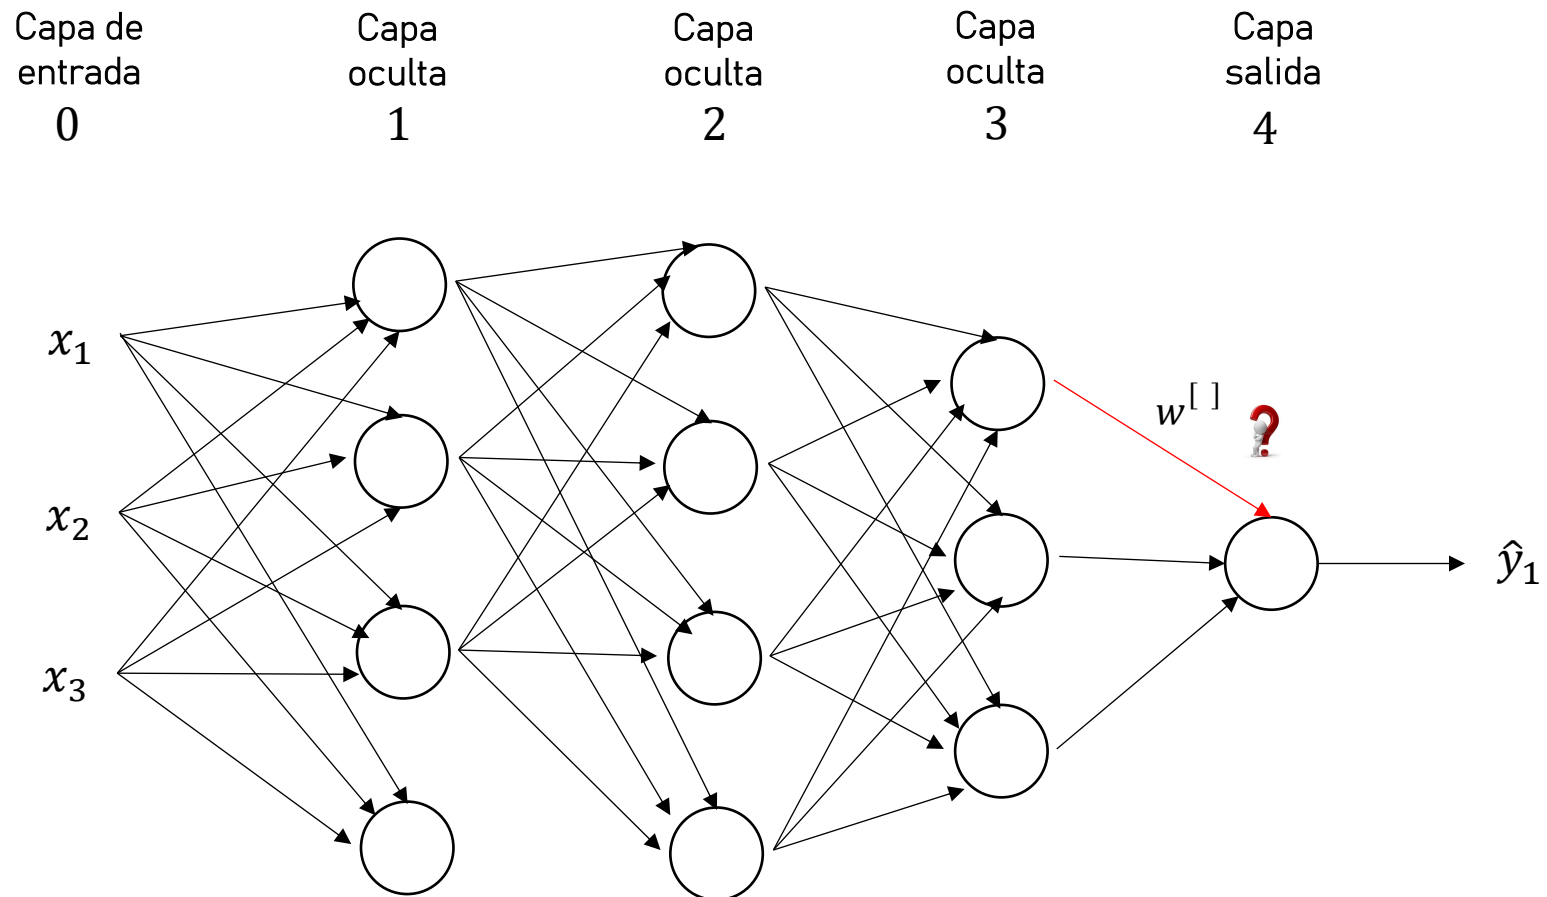 Capa de
entrada
0
Capa
oculta
1
Capa
oculta
2
Capa
oculta
3
Capa
salida
4
x₁
x₂
x₃
w[ ]
?
ŷ₁